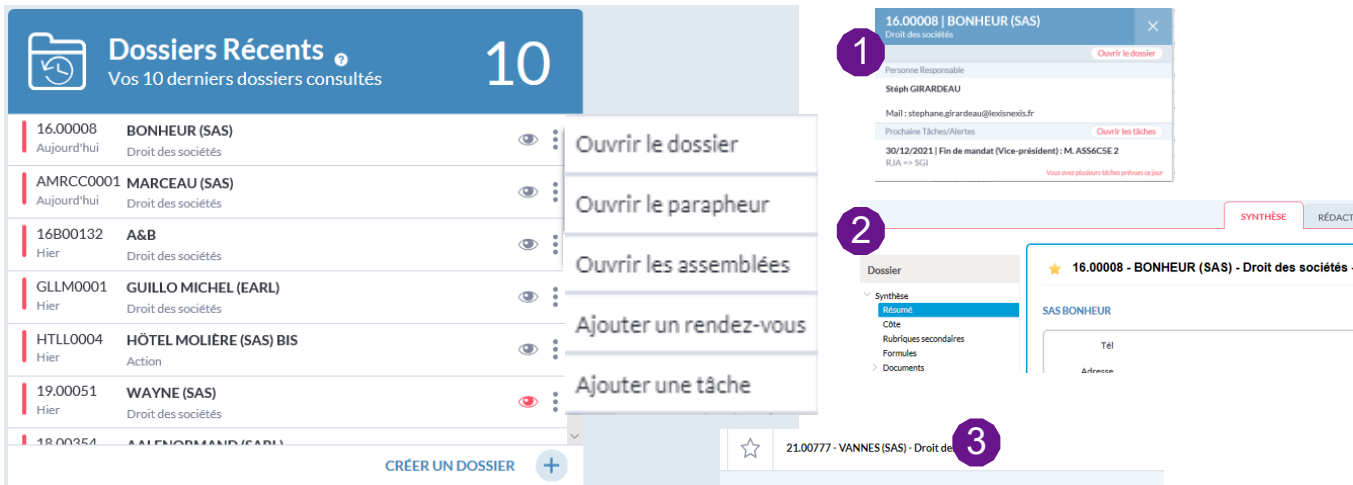 Dossiers Récents ?
Vos 10 derniers dossiers consultés
10
16.00008 BONHEUR (SAS)
Aujourd'hui Droit des sociétés
AMRCC0001 MARCEAU (SAS)
Aujourd'hui Droit des sociétés
16B00132 A&B
Hier Droit des sociétés
GLLM0001 GUILLO MICHEL (EARL)
Hier Droit des sociétés
HTLL0004 HÖTEL MOLIÈRE (SAS) BIS
Hier Action
19.00051 WAYNE (SAS)
Hier Droit des sociétés
18.00354 AALENORMAND (SARL)
CRÉER UN DOSSIER +
Ouvrir le dossier
Ouvrir le parapheur
Ouvrir les assemblées
Ajouter un rendez-vous
Ajouter une tâche
1
16.00008 | BONHEUR (SAS)
Droit des sociétés
Ouvrir le dossier
Personne Responsable
Stéph GIRARDEAU
Mail : stephane.girardeau@lexisnexis.fr
Prochaine Tâches/Alertes Ouvrir les tâches
30/12/2021 | Fin de mandat (Vice-président) : M. ASS6CSE 2
RJA => SGI
Vous avez plusieurs tâches prévues ce jour
2
SYNTHÈSE RÉDACT
Dossier
Synthèse
Résumé
Côte
Rubriques secondaires
Formules
Documents
16.00008 - BONHEUR (SAS) - Droit des sociétés -
SAS BONHEUR
Tél
Adresse
21.00777 - VANNES (SAS) - Droit de
3